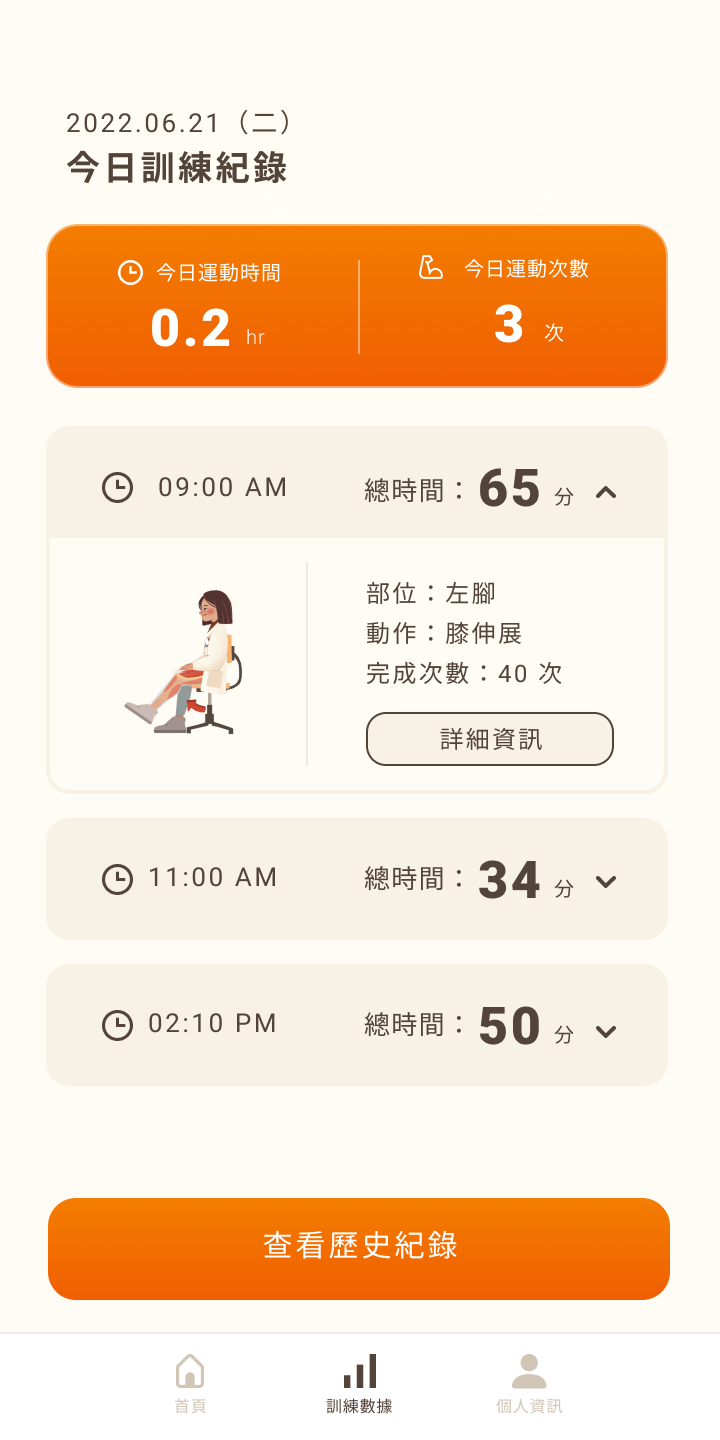 2022.06.21（二）
今日訓練紀錄
今日運動時間
0.2 hr
今日運動次數
3 次
09:00 AM 總時間：65 分
部位：左腳
動作：膝伸展
完成次數：40 次
詳細資訊
11:00 AM 總時間：34 分
02:10 PM 總時間：50 分
查看歷史紀錄
首頁 訓練數據 個人資訊